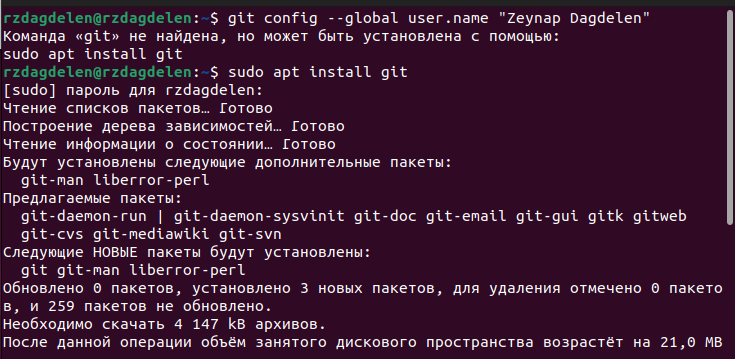 rzdagdelen@rzdagdelen:~$ git config --global user.name "Zeynap Dagdelen"
Команда «git» не найдена, но может быть установлена с помощью:
sudo apt install git
rzdagdelen@rzdagdelen:~$ sudo apt install git
[sudo] пароль для rzdagdelen:
Чтение списков пакетов… Готово
Построение дерева зависимостей… Готово
Чтение информации о состоянии… Готово
Будут установлены следующие дополнительные пакеты:
  git-man liberror-perl
Предлагаемые пакеты:
  git-daemon-run | git-daemon-sysvinit git-doc git-email git-gui gitk gitweb
  git-cvs git-mediawiki git-svn
Следующие НОВЫЕ пакеты будут установлены:
  git git-man liberror-perl
Обновлено 0 пакетов, установлено 3 новых пакетов, для удаления отмечено 0 пакето
в, и 259 пакетов не обновлено.
Необходимо скачать 4 147 kB архивов.
После данной операции объём занятого дискового пространства возрастёт на 21,0 MB